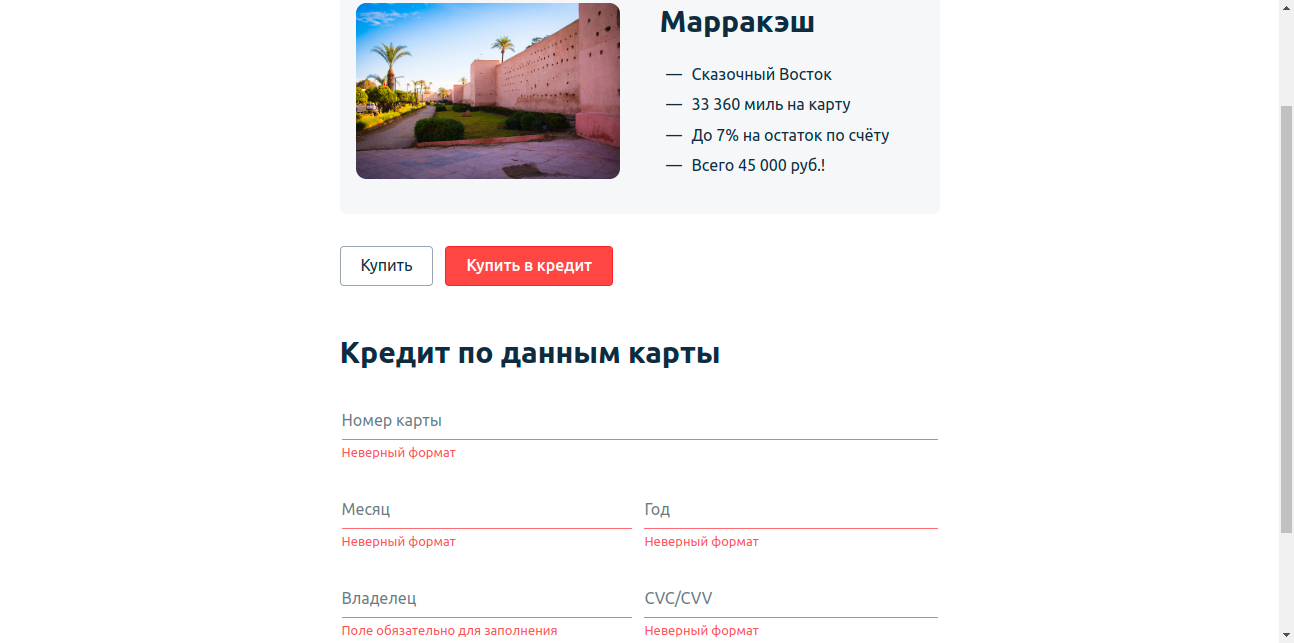 Марракэш
— Сказочный Восток
— 33 360 миль на карту
— До 7% на остаток по счёту
— Всего 45 000 руб.!
Купить Купить в кредит
Кредит по данным карты
Номер карты
Неверный формат
Месяц Год
Неверный формат Неверный формат
Владелец CVC/CVV
Поле обязательно для заполнения Неверный формат